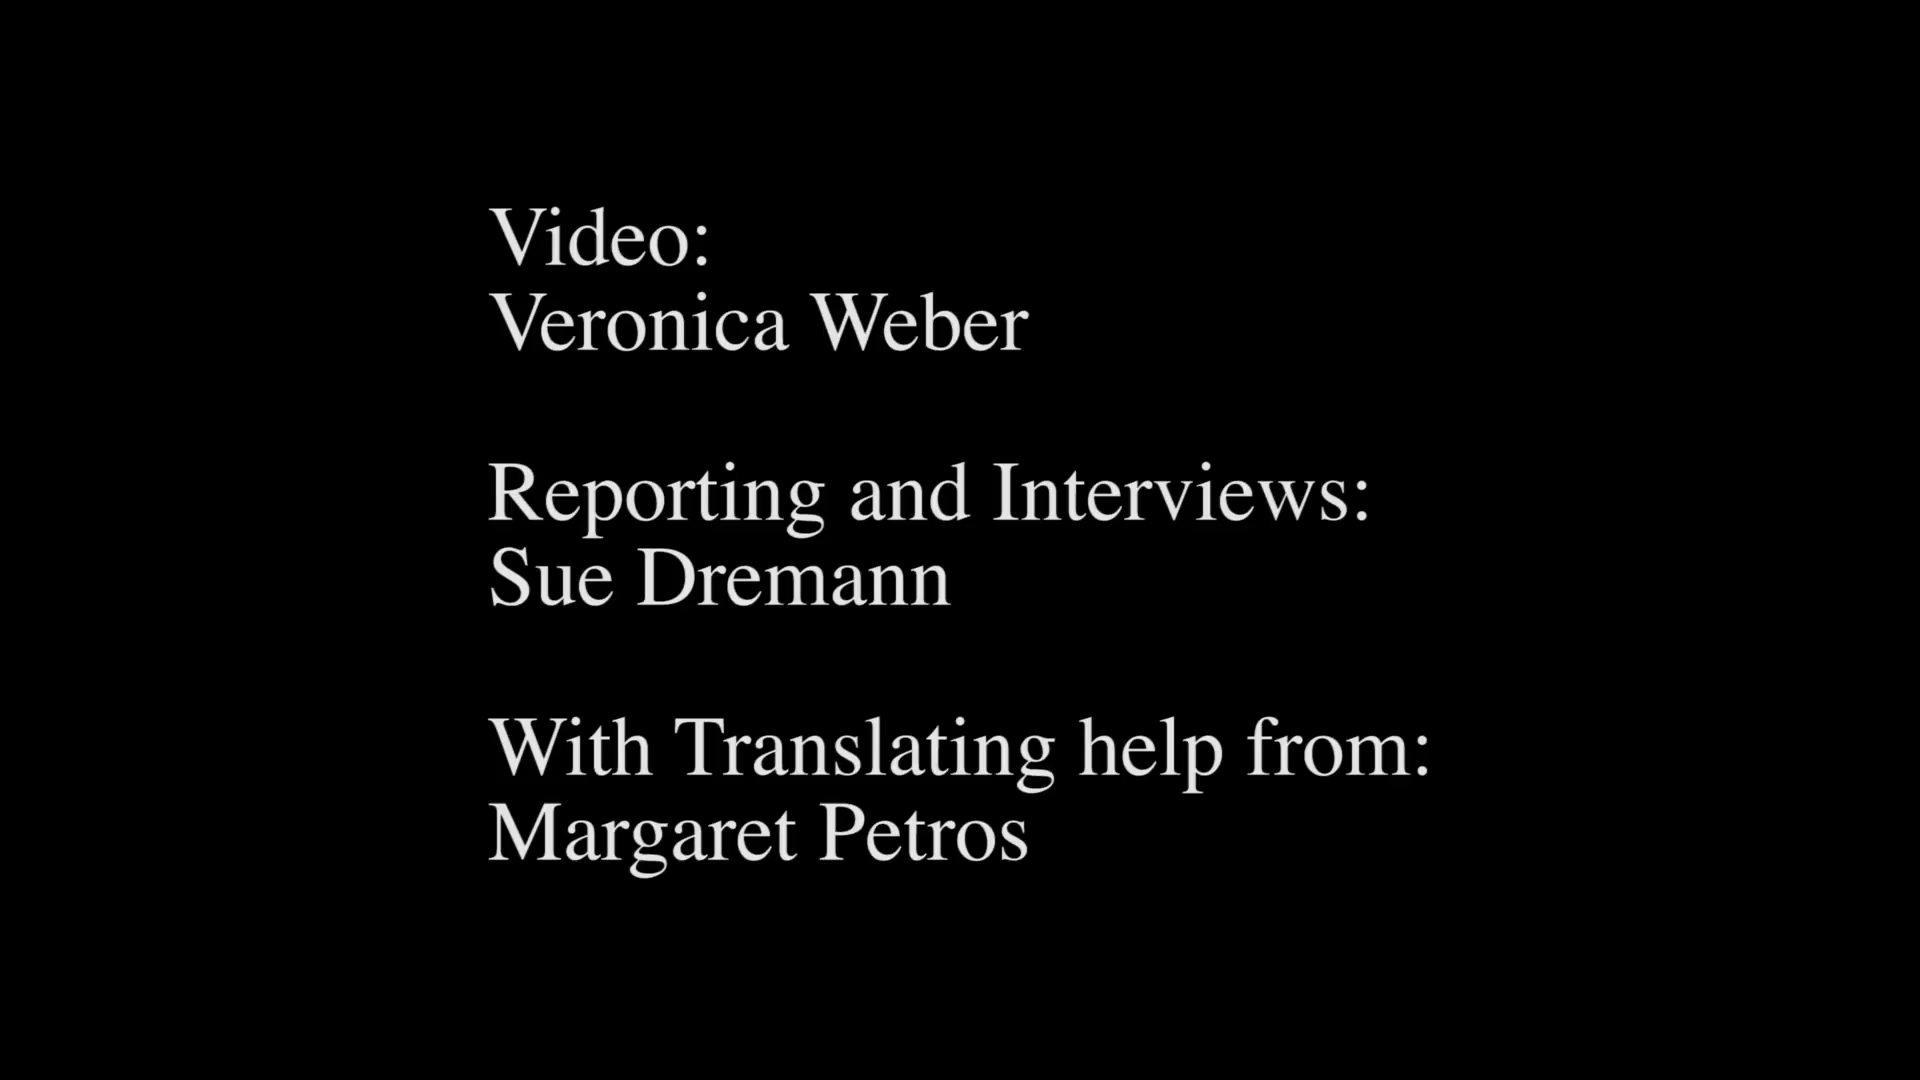 Video:
Veronica Weber
Reporting and Interviews:
Sue Dremann
With Translating help from:
Margaret Petros